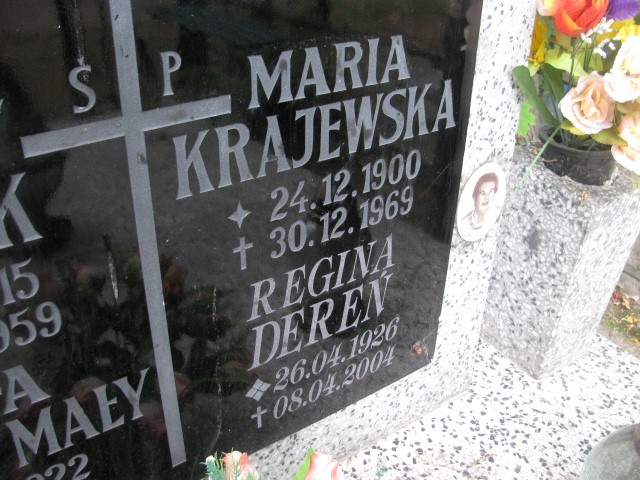 Ś P
MARIA
KRAJEWSKA
24.12.1900
30.12.1969
REGINA
DEREŃ
26.04.1926
08.04.2004
K
15
959
A
MAŁY
922